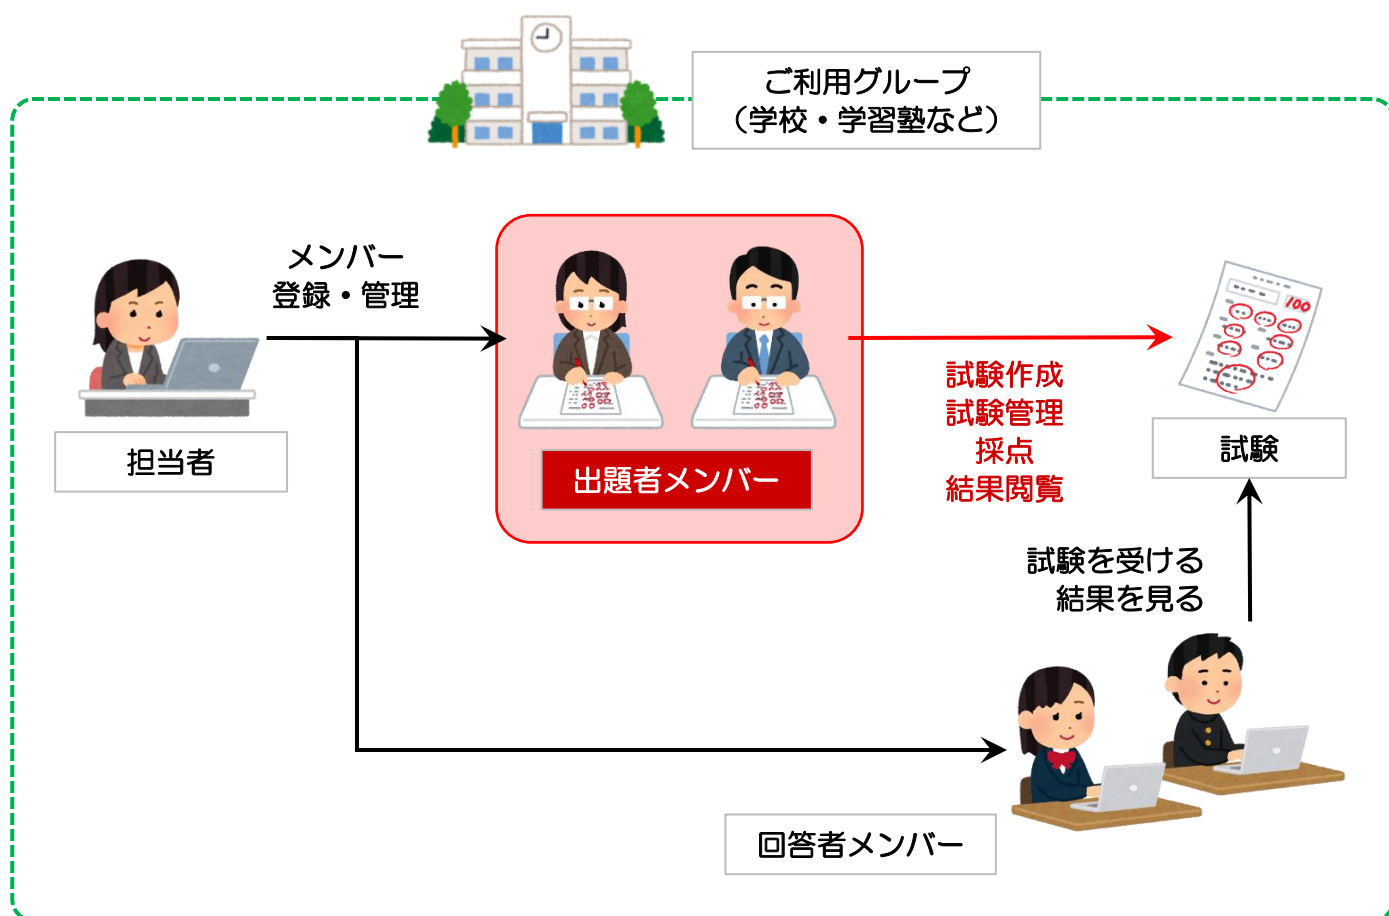 ご利用グループ
（学校・学習塾など）
メンバー
登録・管理
担当者
出題者メンバー
試験作成
試験管理
採点
結果閲覧
100
試験
試験を受ける
結果を見る
回答者メンバー